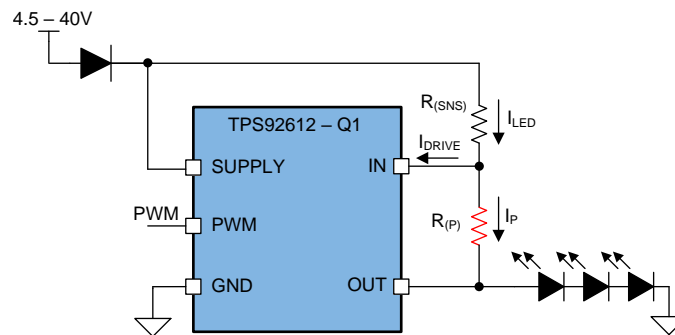 4.5 – 40V
TPS92612 – Q1
R(SNS)
ILED
IDRIVE
SUPPLY
IN
PWM
PWM
R(P)
IP
GND
OUT